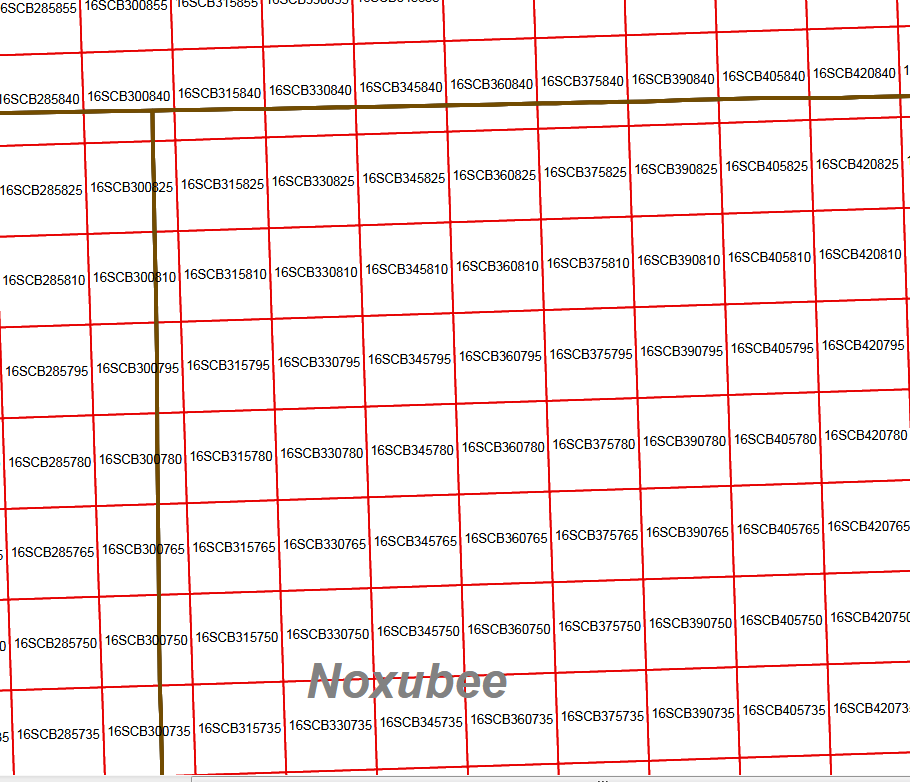 16SCB300855 16SCB315855
16SCB285840 16SCB300840 16SCB315840 16SCB330840 16SCB345840 16SCB360840 16SCB375840 16SCB390840 16SCB405840 16SCB420840
16SCB285825 16SCB300825 16SCB315825 16SCB330825 16SCB345825 16SCB360825 16SCB375825 16SCB390825 16SCB405825 16SCB420825
16SCB285810 16SCB300810 16SCB315810 16SCB330810 16SCB345810 16SCB360810 16SCB375810 16SCB390810 16SCB405810 16SCB420810
16SCB285795 16SCB300795 16SCB315795 16SCB330795 16SCB345795 16SCB360795 16SCB375795 16SCB390795 16SCB405795 16SCB420795
16SCB285780 16SCB300780 16SCB315780 16SCB330780 16SCB345780 16SCB360780 16SCB375780 16SCB390780 16SCB405780 16SCB420780
16SCB285765 16SCB300765 16SCB315765 16SCB330765 16SCB345765 16SCB360765 16SCB375765 16SCB390765 16SCB405765 16SCB420765
16SCB285750 16SCB300750 16SCB315750 16SCB330750 16SCB345750 16SCB360750 16SCB375750 16SCB390750 16SCB405750 16SCB420750
Noxubee
16SCB285735 16SCB300735 16SCB315735 16SCB330735 16SCB345735 16SCB360735 16SCB375735 16SCB390735 16SCB405735 16SCB42073